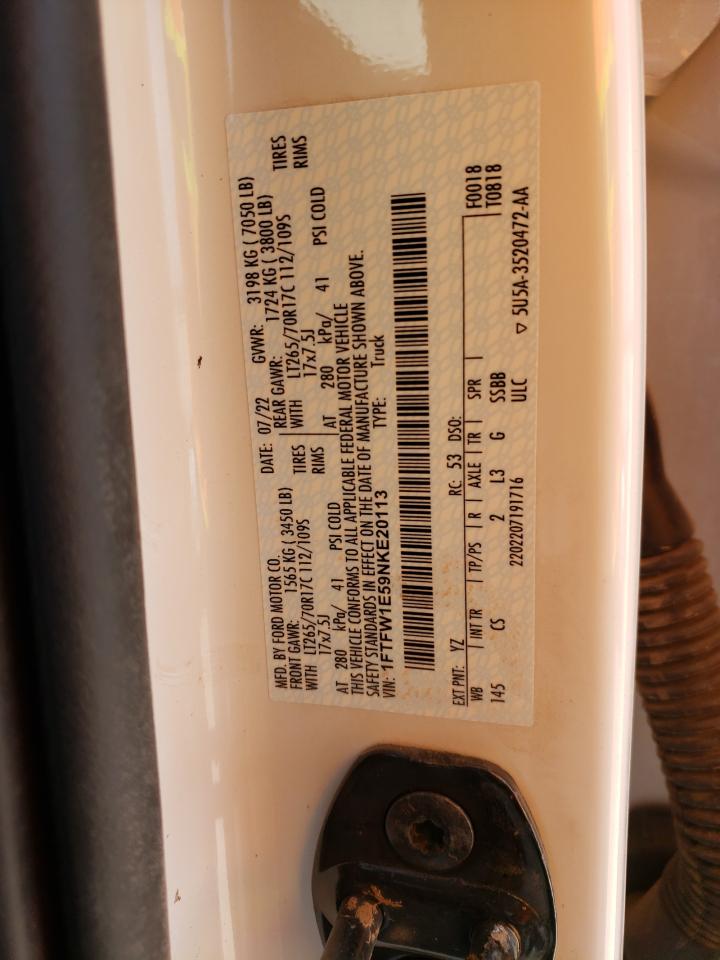 MFD. BY FORD MOTOR CO.
DATE: 07/22 GVWR: 3198 KG ( 7050 LB)
FRONT GAWR: 1565 KG ( 3450 LB) REAR GAWR: 1724 KG ( 3800 LB)
WITH LT265/70R17C 112/109S TIRES WITH LT265/70R17C 112/109S TIRES
17x7.5J RIMS 17x7.5J RIMS
AT 280 kPa/ 41 PSI COLD AT 280 kPa/ 41 PSI COLD
THIS VEHICLE CONFORMS TO ALL APPLICABLE FEDERAL MOTOR VEHICLE
SAFETY STANDARDS IN EFFECT ON THE DATE OF MANUFACTURE SHOWN ABOVE.
VIN: 1FTFW1E59NKE20113 TYPE: Truck
EXT PNT: YZ RC: 53 DSO: F0018
WB INT TR TP/PS R AXLE TR SPR T0818
145 CS 2 L3 G SSBB
2202207191716 ULC ▽ 5U5A-3520472-AA